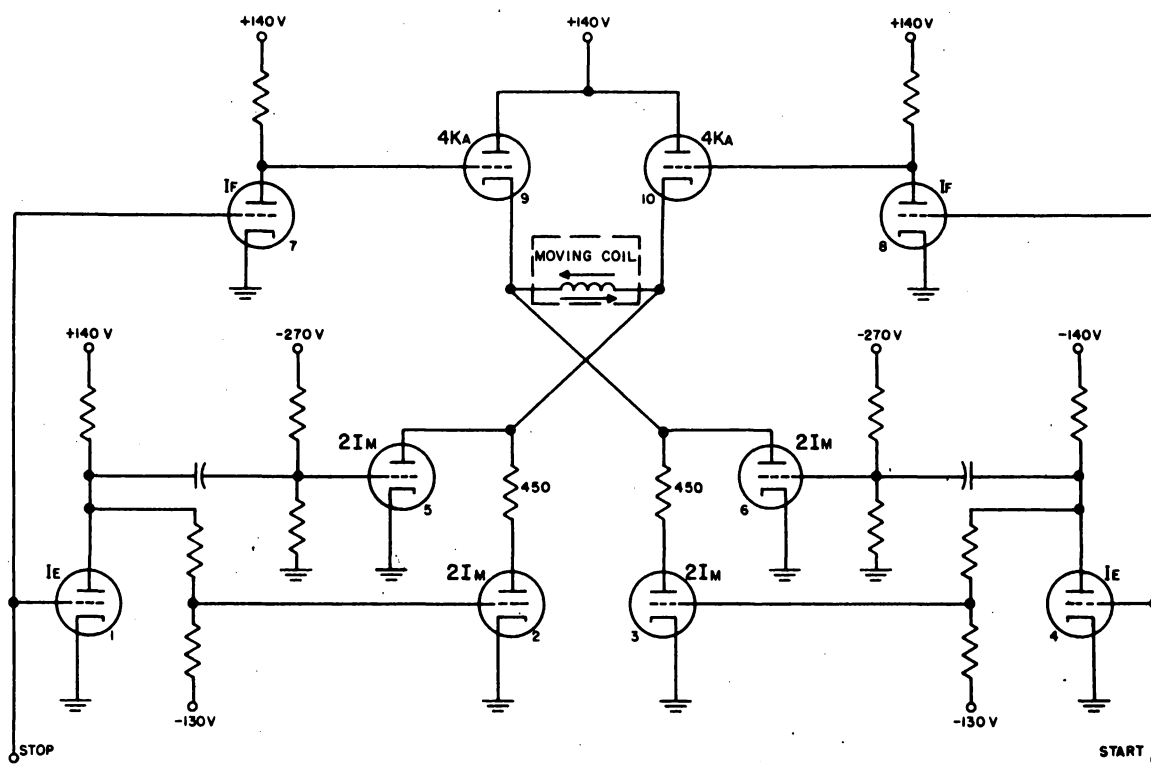 +140V +140V +140V
4KA 4KA
IF 7 9 10 IF 8
MOVING COIL
+140V -270V -270V -140V
2IM 5 450 450 2IM 6
IE 1 2IM 2 2IM 3 IE 4
-130V -130V
STOP START